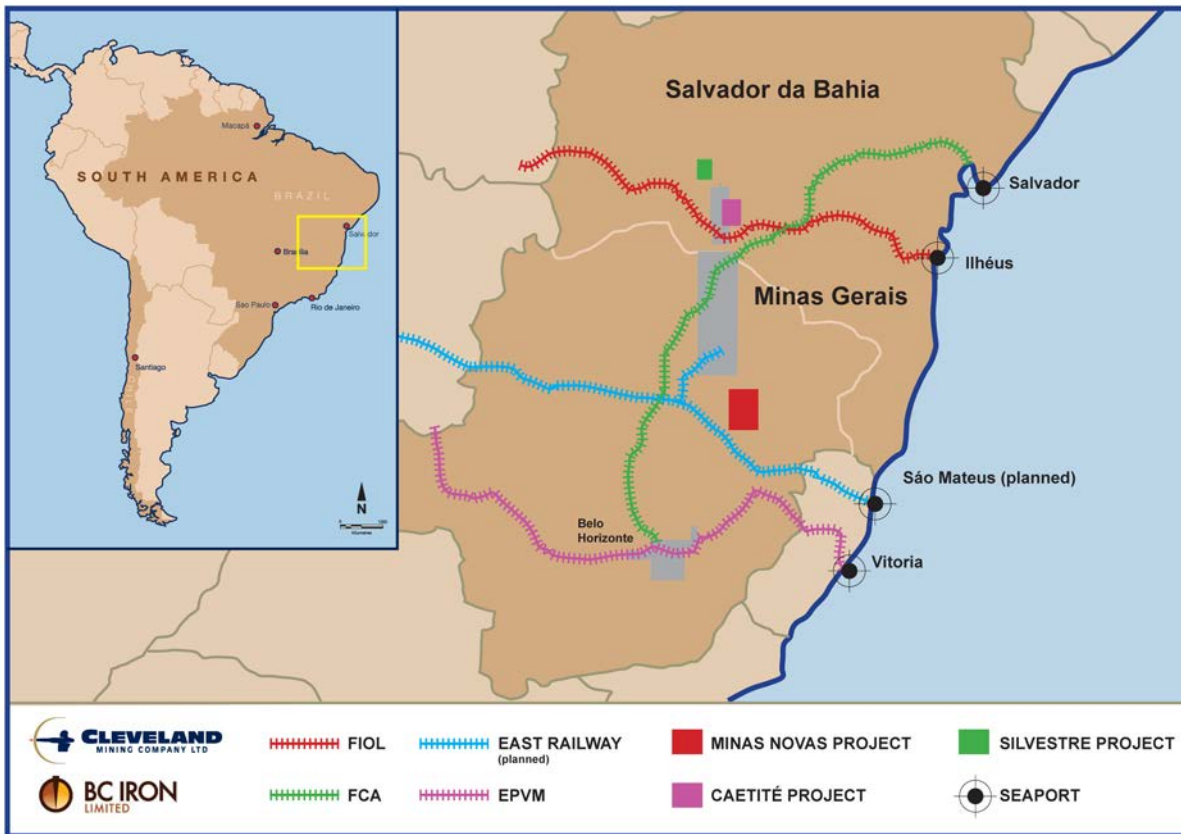 Macapá
SOUTH AMERICA
BRAZIL
Salvador
Brasília
Sao Paulo
Rio de Janeiro
Santiago
N
Kilometres
Salvador da Bahia
Salvador
Ilhéus
Minas Gerais
Sáo Mateus (planned)
Belo
Horizonte
Vitoria
CLEVELAND
MINING COMPANY LTD
BC IRON
LIMITED
FIOL
FCA
EAST RAILWAY
(planned)
EPVM
MINAS NOVAS PROJECT
CAETITÉ PROJECT
SILVESTRE PROJECT
SEAPORT